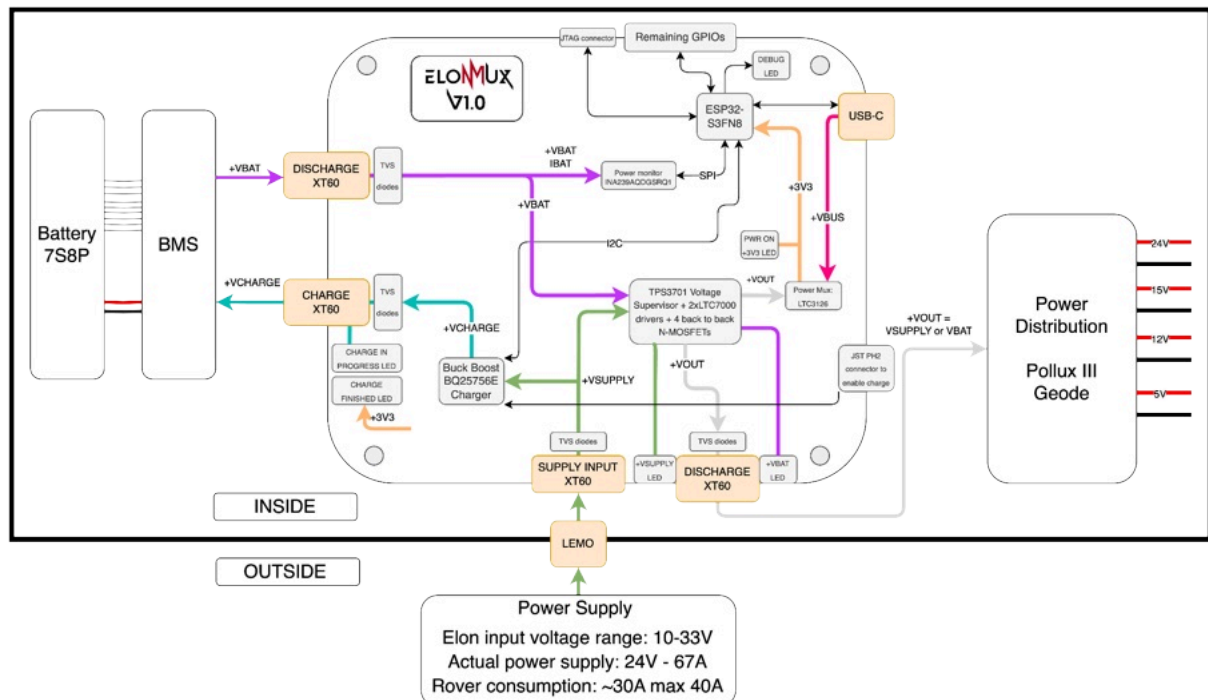 JTAG connector
Remaining GPIOs
DEBUG
LED
ELONMUX
V1.0
ESP32-
S3FN8
USB-C
Battery
7S8P
BMS
+VBAT
DISCHARGE
XT60
TVS
diodes
+VBAT
IBAT
Power monitor
INA239AQDGSRQ1
SPI
+3V3
+VBUS
+VBAT
I2C
PWR ON
+3V3 LED
+VCHARGE
CHARGE
XT60
TVS
diodes
TPS3701 Voltage
Supervisor + 2xLTC7000
drivers + 4 back to back
N-MOSFETs
+VOUT
Power Mux:
LTC3126
+VCHARGE
CHARGE IN
PROGRESS LED
CHARGE
FINISHED LED
+3V3
Buck Boost
BQ25756E
Charger
+VSUPPLY
+VOUT
JST PH2
connector to
enable charge
+VOUT =
VSUPPLY or VBAT
Power
Distribution
Pollux III
Geode
24V
15V
12V
5V
TVS diodes
SUPPLY INPUT
XT60
+VSUPPLY
LED
TVS diodes
DISCHARGE
XT60
+VBAT
LED
INSIDE
LEMO
OUTSIDE
Power Supply
Elon input voltage range: 10-33V
Actual power supply: 24V - 67A
Rover consumption: ~30A max 40A